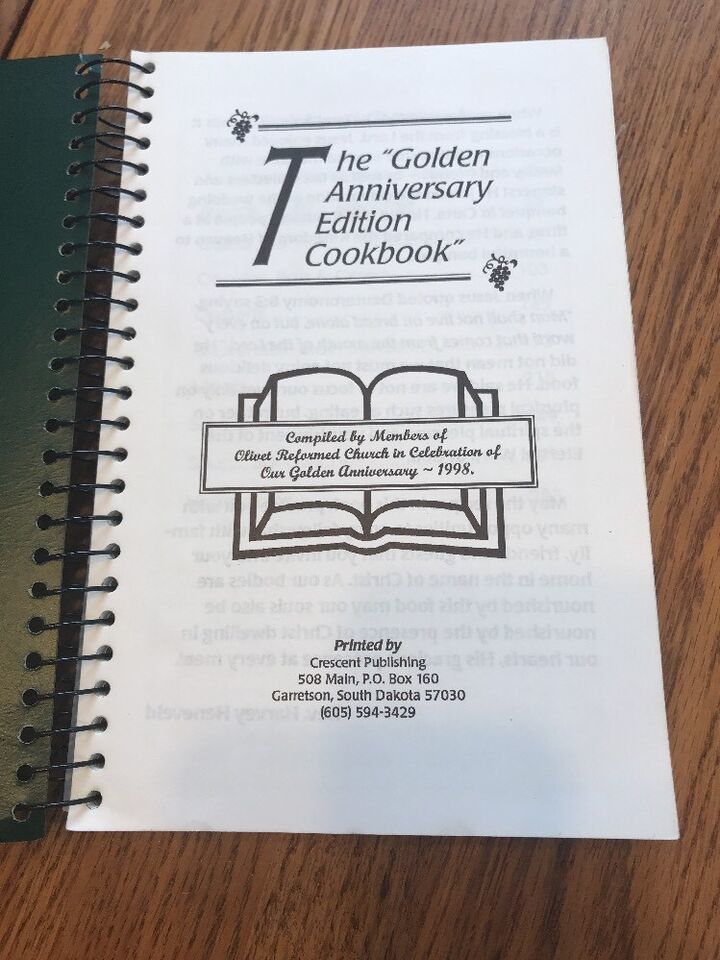 The "Golden
Anniversary
Edition
Cookbook"
Compiled by Members of
Olivet Reformed Church in Celebration of
Our Golden Anniversary ~ 1998.
Printed by
Crescent Publishing
508 Main, P.O. Box 160
Garretson, South Dakota 57030
(605) 594-3429